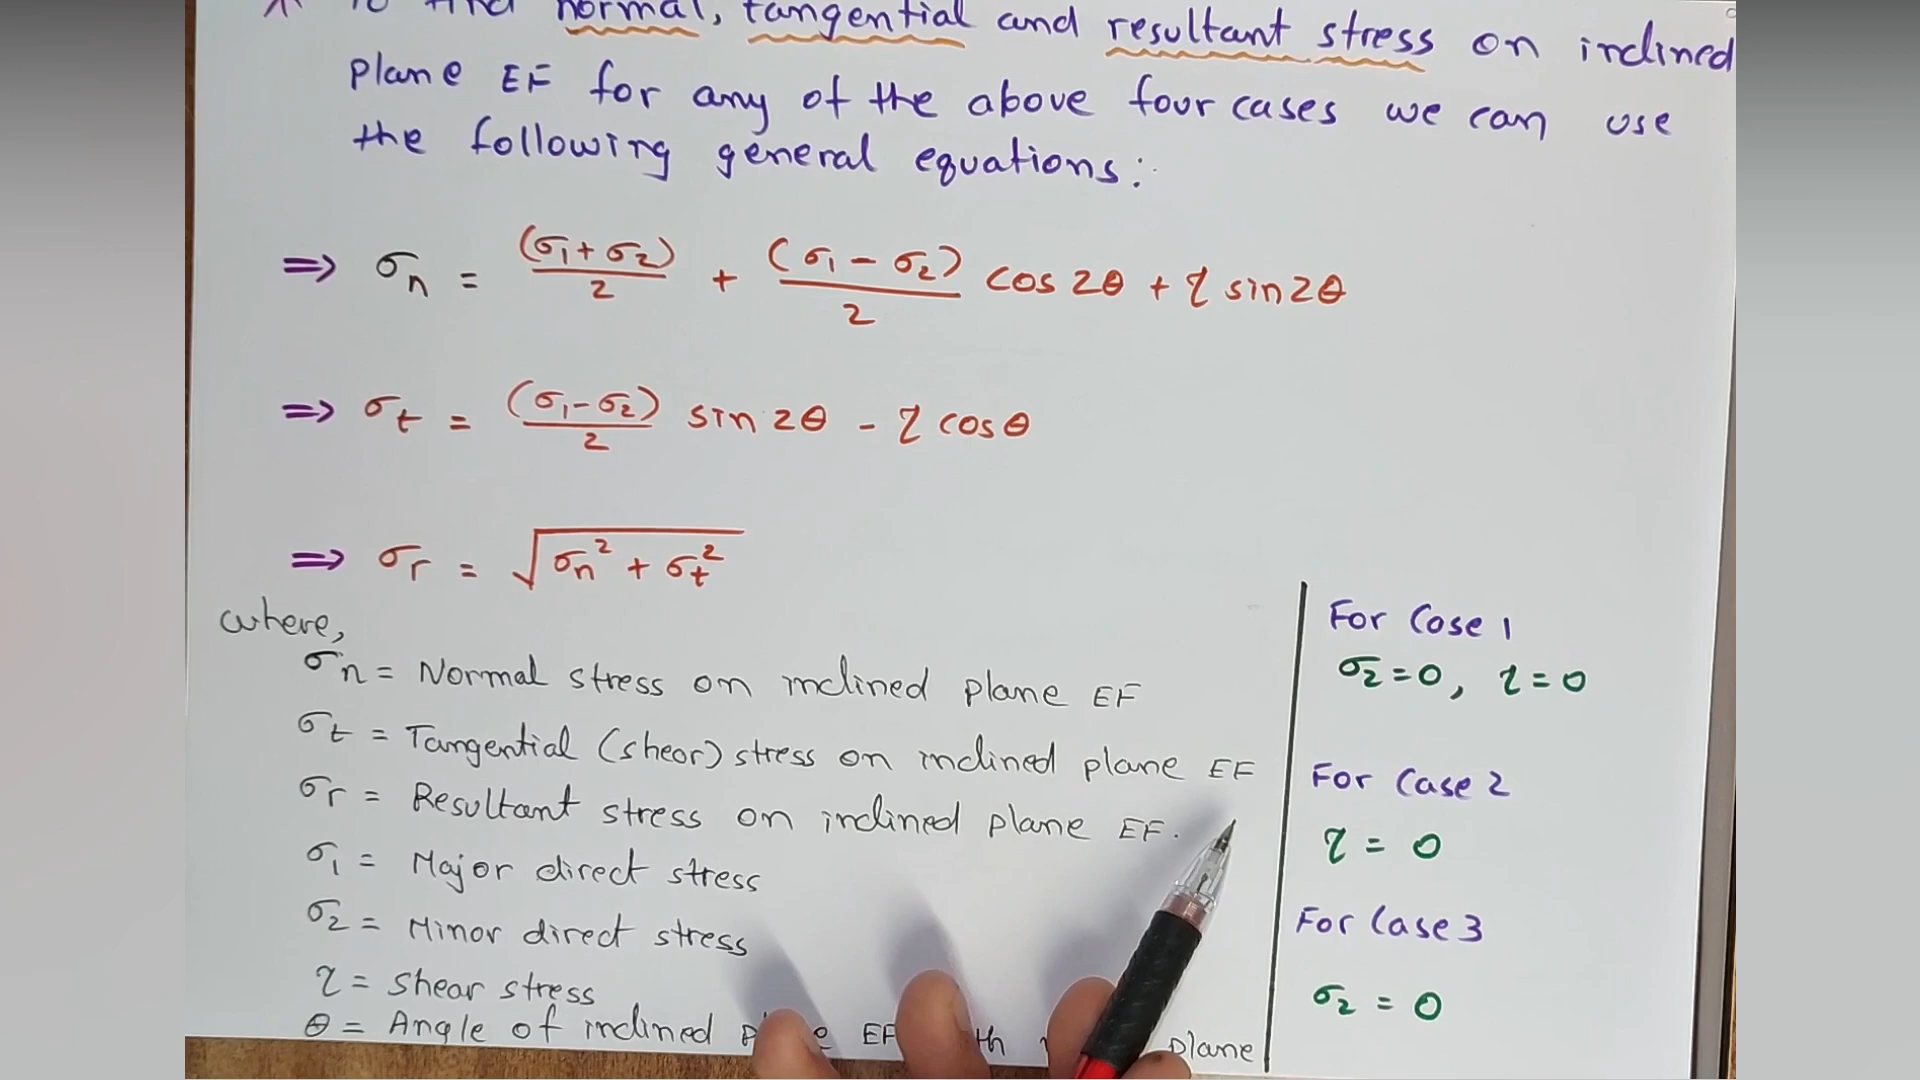 To find normal, tangential and resultant stress on inclined
plane EF for any of the above four cases we can use
the following general equations:
⇒ σn = (σ1+σ2)/2 + (σ1 - σ2)/2 cos 2θ + τ sin 2θ
⇒ σt = (σ1-σ2)/2 sin 2θ - τ cos θ
⇒ σr = √(σn² + σt²)
where,
σn = Normal stress on inclined plane EF
σt = Tangential (shear) stress on inclined plane EF
σr = Resultant stress on inclined plane EF.
σ1 = Major direct stress
σ2 = Minor direct stress
τ = Shear stress
θ = Angle of inclined EF plane
For Case 1
σ2 = 0, τ = 0
For Case 2
τ = 0
For Case 3
σ2 = 0